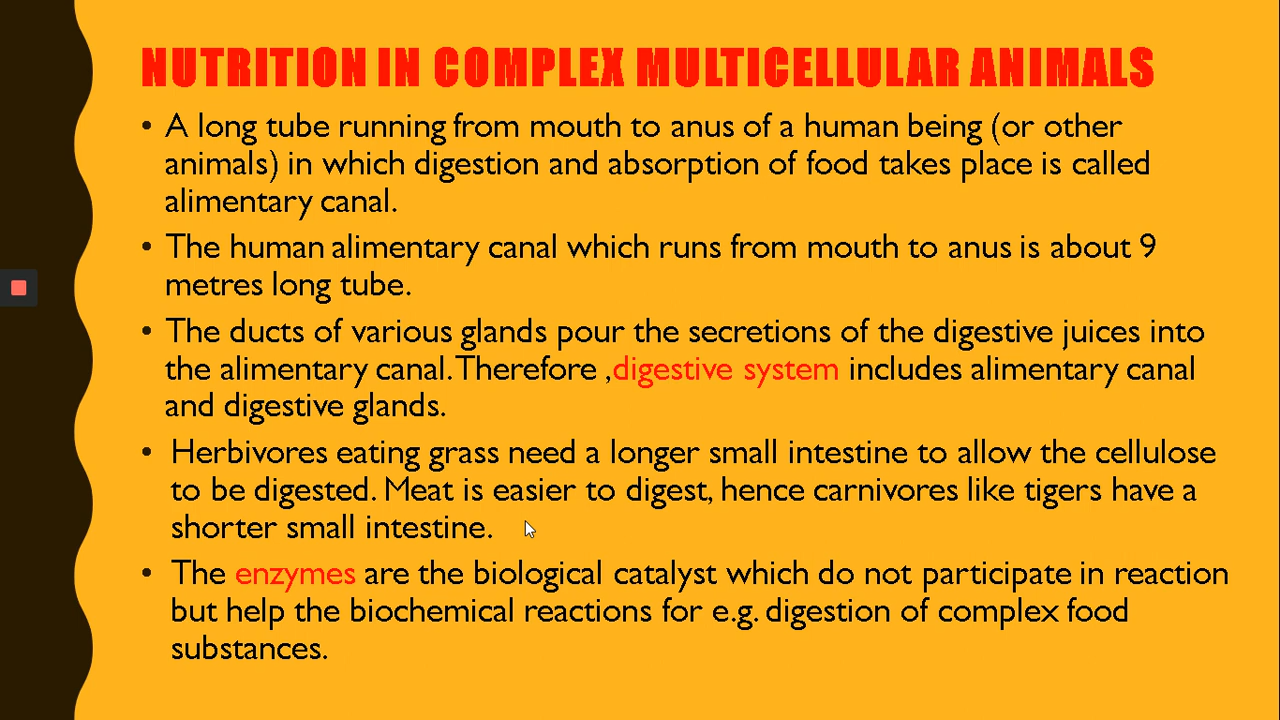 NUTRITION IN COMPLEX MULTICELLULAR ANIMALS
• A long tube running from mouth to anus of a human being (or other
animals) in which digestion and absorption of food takes place is called
alimentary canal.
• The human alimentary canal which runs from mouth to anus is about 9
metres long tube.
• The ducts of various glands pour the secretions of the digestive juices into
the alimentary canal. Therefore ,digestive system includes alimentary canal
and digestive glands.
• Herbivores eating grass need a longer small intestine to allow the cellulose
to be digested. Meat is easier to digest, hence carnivores like tigers have a
shorter small intestine.
• The enzymes are the biological catalyst which do not participate in reaction
but help the biochemical reactions for e.g. digestion of complex food
substances.